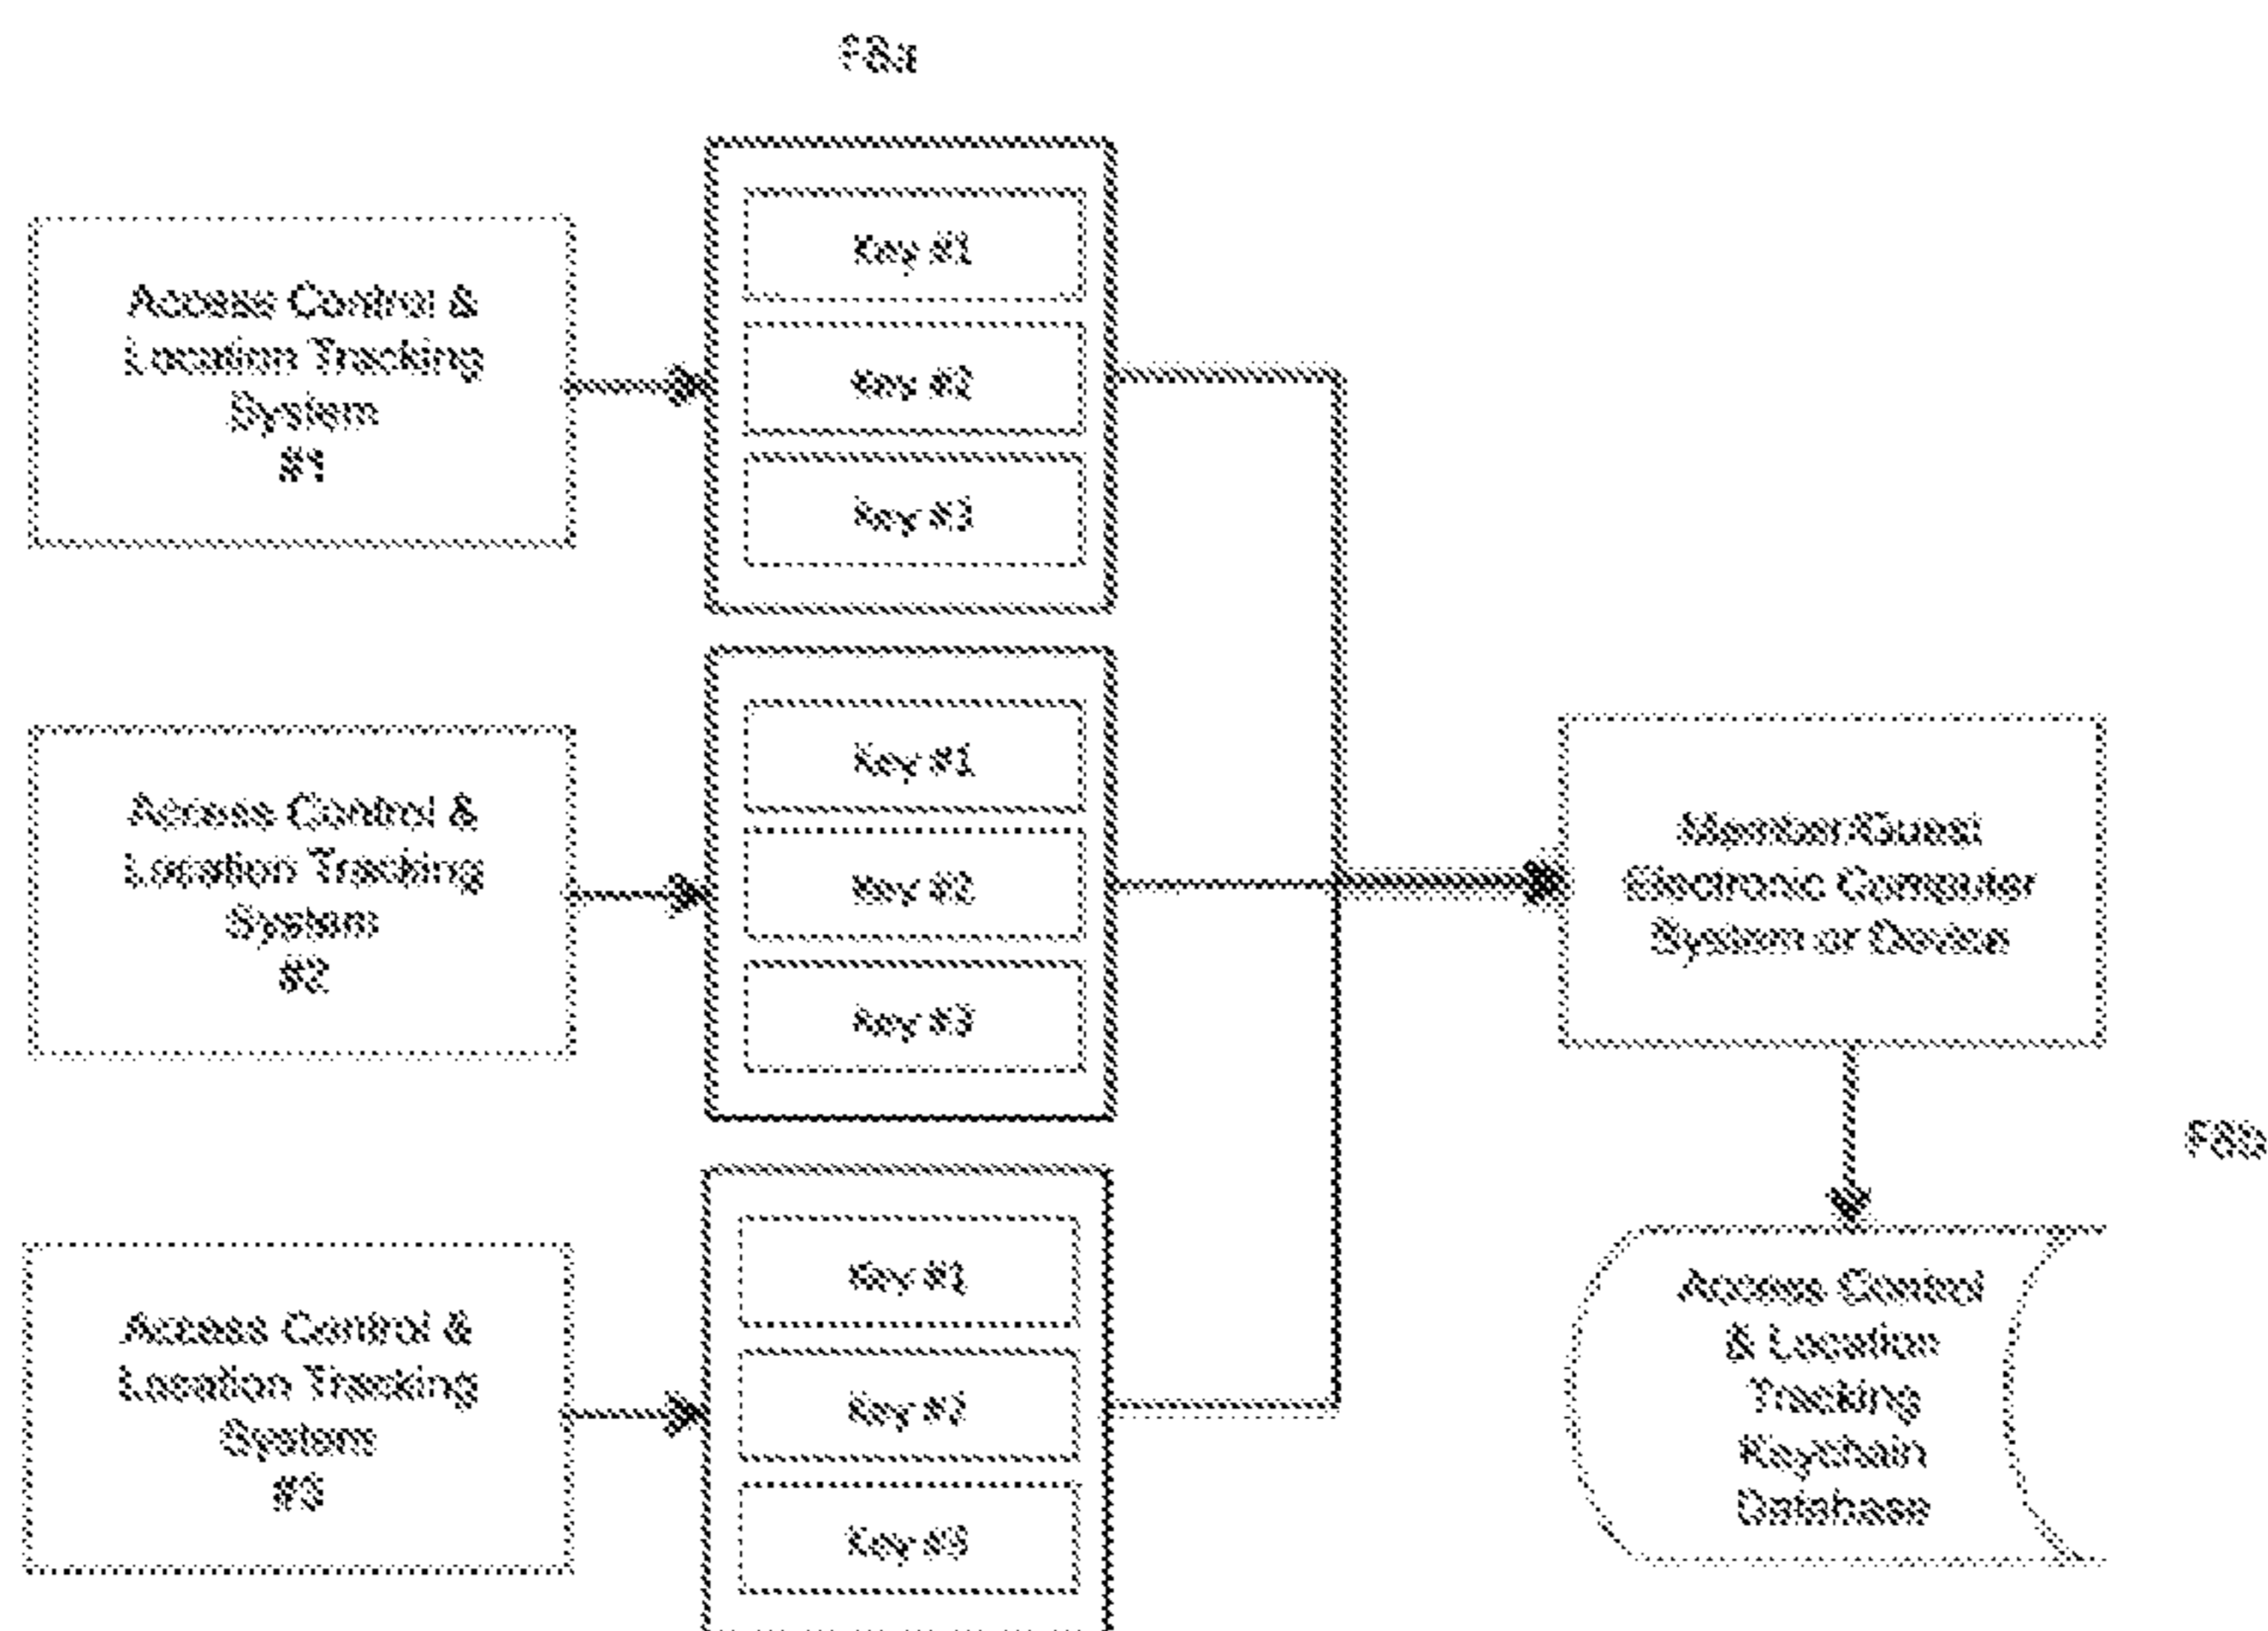 F8a
Access Control &
Location Tracking
System
#1
Key #1
Key #2
Key #3
Access Control &
Location Tracking
System
#2
Key #1
Key #2
Key #3
Member/Guest
Electronic Computer
System or Device
F8b
Access Control &
Location Tracking
System
#3
Key #1
Key #2
Key #3
Access Control
& Location
Tracking
Keychain
Database